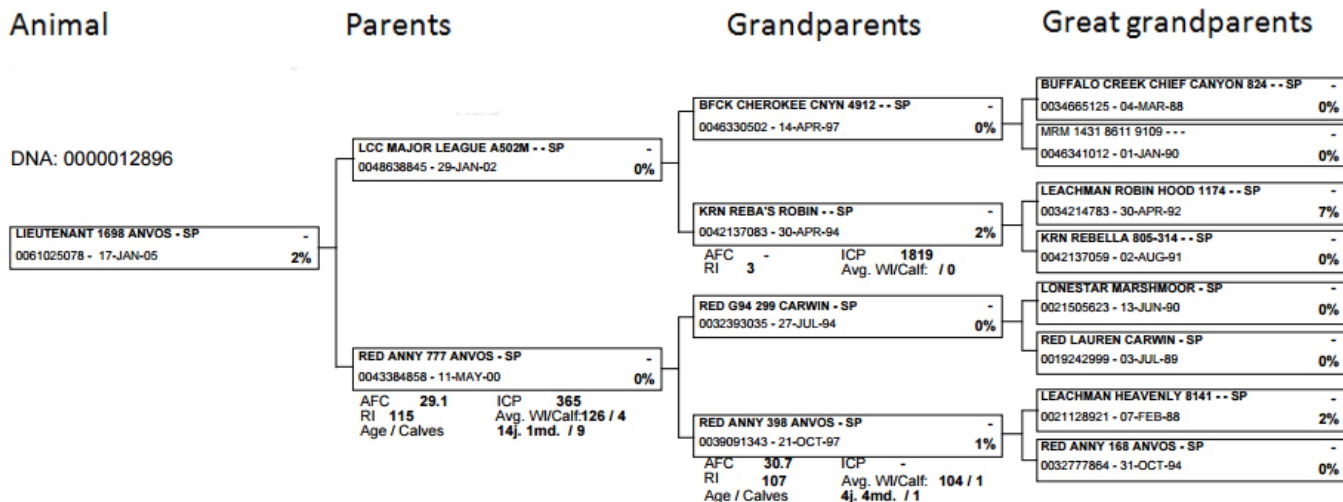 Animal
Parents
Grandparents
Great grandparents
DNA: 0000012896
LIEUTENANT 1698 ANVOS - SP -
0061025078 - 17-JAN-05 2%
LCC MAJOR LEAGUE A502M - - SP -
0048638845 - 29-JAN-02 0%
RED ANNY 777 ANVOS - SP -
0043384858 - 11-MAY-00 0%
AFC 29.1 ICP 365
RI 115 Avg. WI/Calf:126 / 4
Age / Calves 14j. 1md. / 9
BFCK CHEROKEE CNYN 4912 - - SP -
0046330502 - 14-APR-97 0%
KRN REBA'S ROBIN - - SP -
0042137083 - 30-APR-94 2%
AFC - ICP 1819
RI 3 Avg. WI/Calf: / 0
RED G94 299 CARWIN - SP -
0032393035 - 27-JUL-94 0%
RED ANNY 398 ANVOS - SP -
0039091343 - 21-OCT-97 1%
AFC 30.7 ICP -
RI 107 Avg. WI/Calf: 104 / 1
Age / Calves 4j. 4md. / 1
BUFFALO CREEK CHIEF CANYON 824 - - SP -
0034665125 - 04-MAR-88 0%
MRM 1431 8611 9109 - - - -
0046341012 - 01-JAN-90 0%
LEACHMAN ROBIN HOOD 1174 - - SP -
0034214783 - 30-APR-92 7%
KRN REBELLA 805-314 - - SP -
0042137059 - 02-AUG-91 0%
LONESTAR MARSHMOOR - SP -
0021505623 - 13-JUN-90 0%
RED LAUREN CARWIN - SP -
0019242999 - 03-JUL-89 0%
LEACHMAN HEAVENLY 8141 - - SP -
0021128921 - 07-FEB-88 2%
RED ANNY 168 ANVOS - SP -
0032777864 - 31-OCT-94 0%